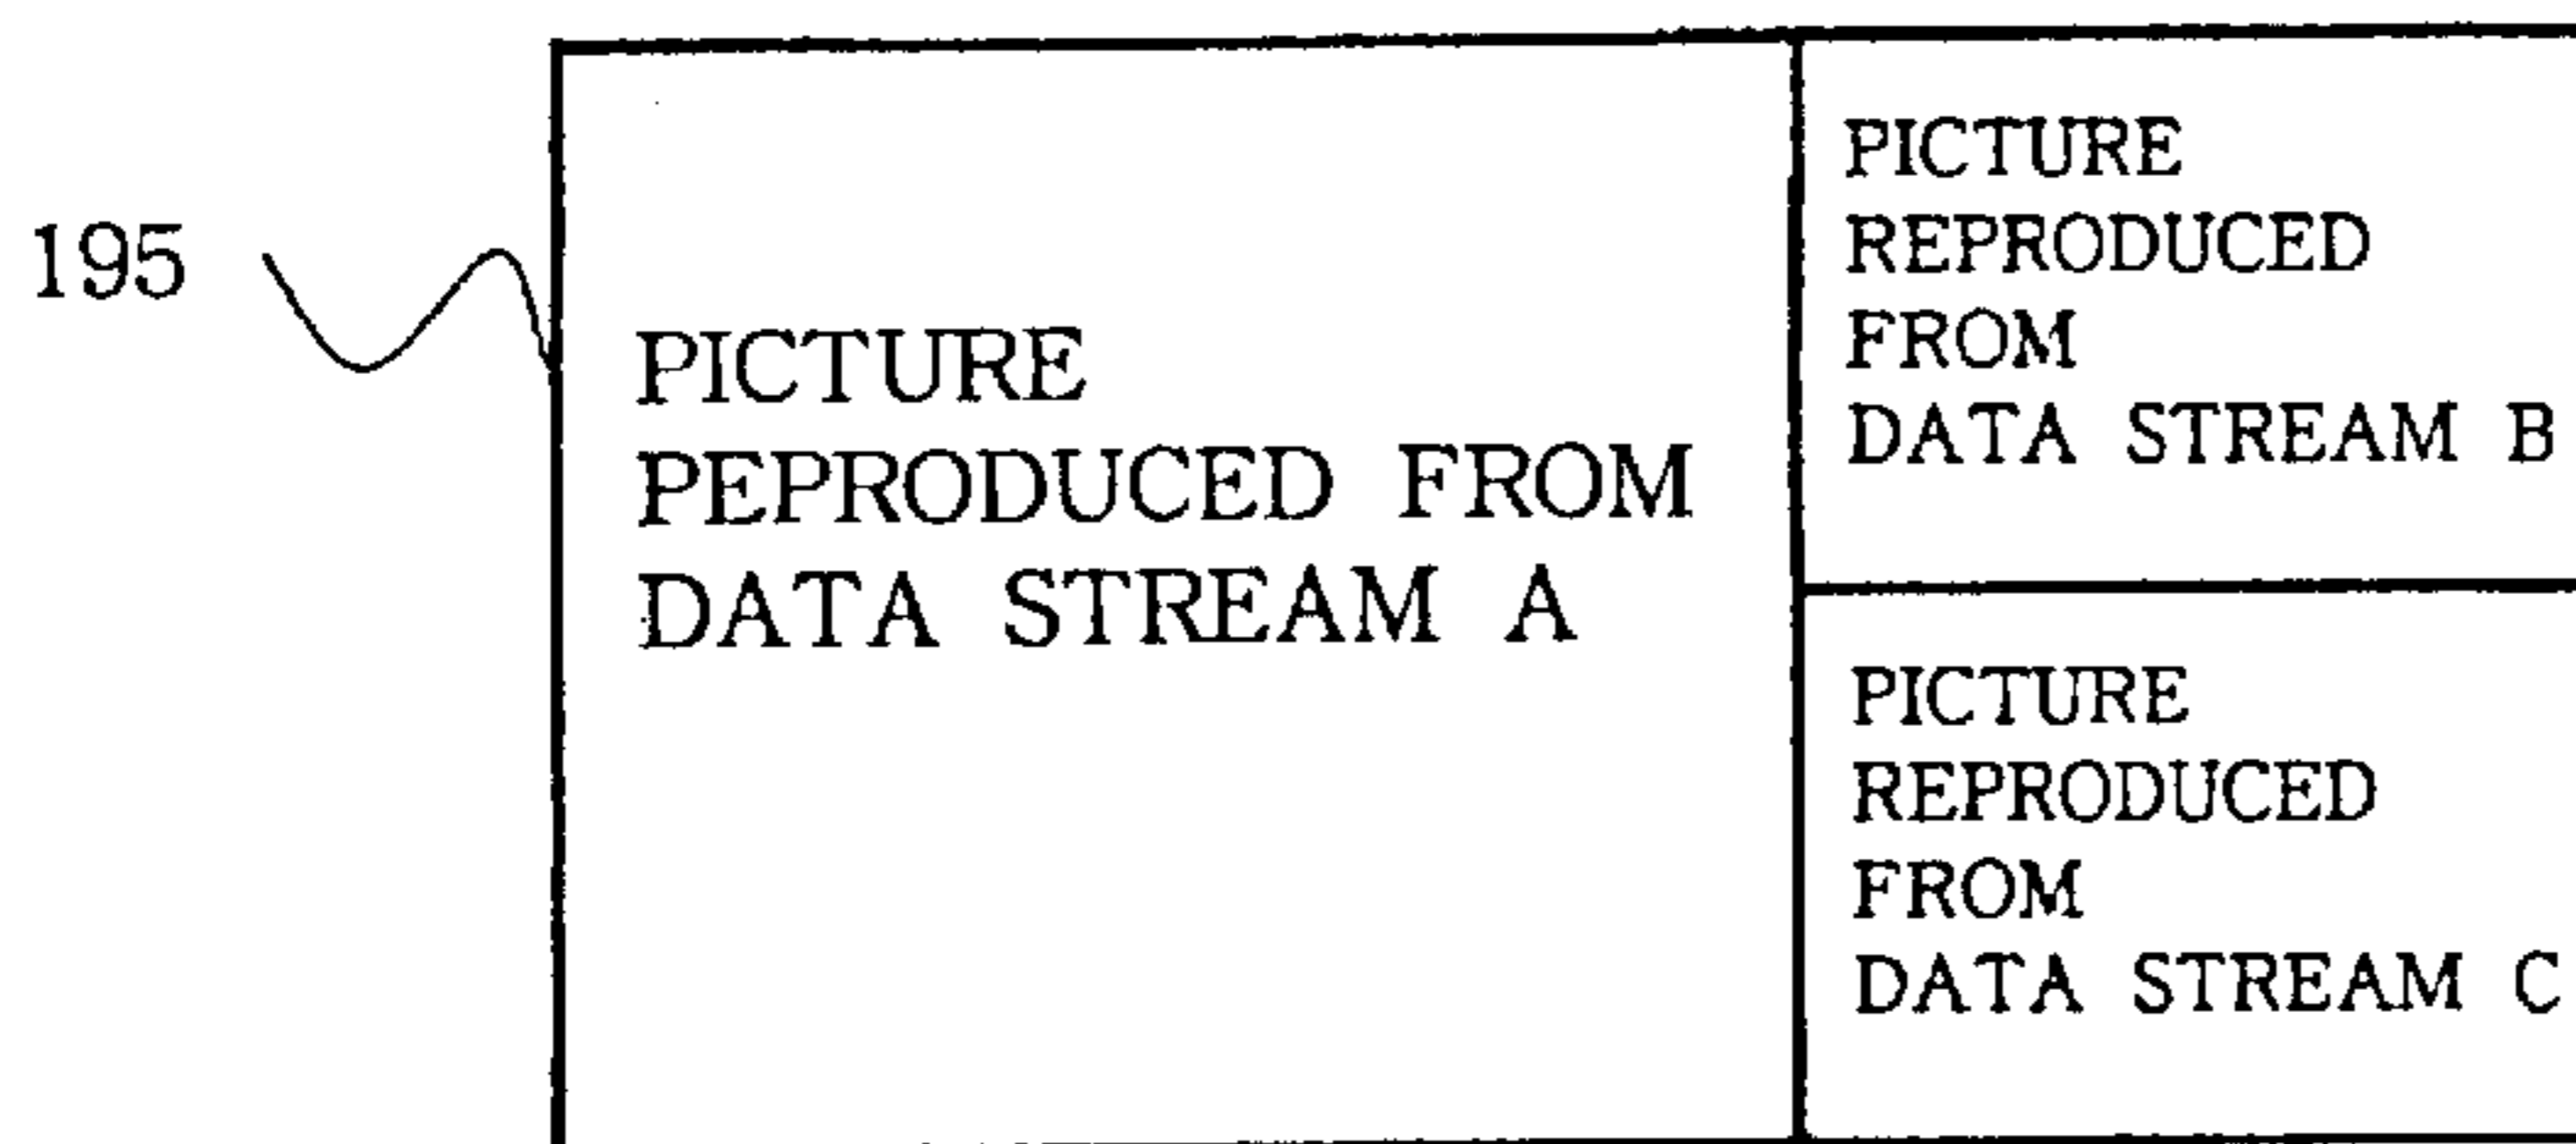 195
PICTURE
PEPRODUCED FROM
DATA STREAM A
PICTURE
REPRODUCED
FROM
DATA STREAM B
PICTURE
REPRODUCED
FROM
DATA STREAM C